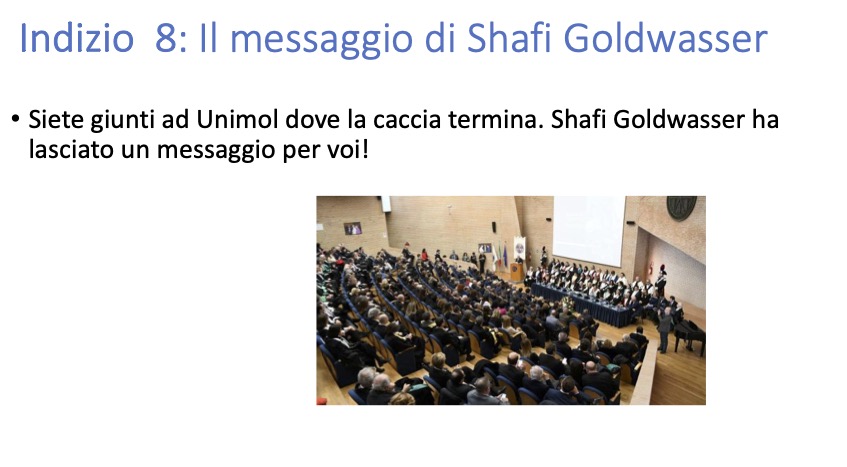 Indizio  8: Il messaggio di Shafi Goldwasser
• Siete giunti ad Unimol dove la caccia termina. Shafi Goldwasser ha
lasciato un messaggio per voi!